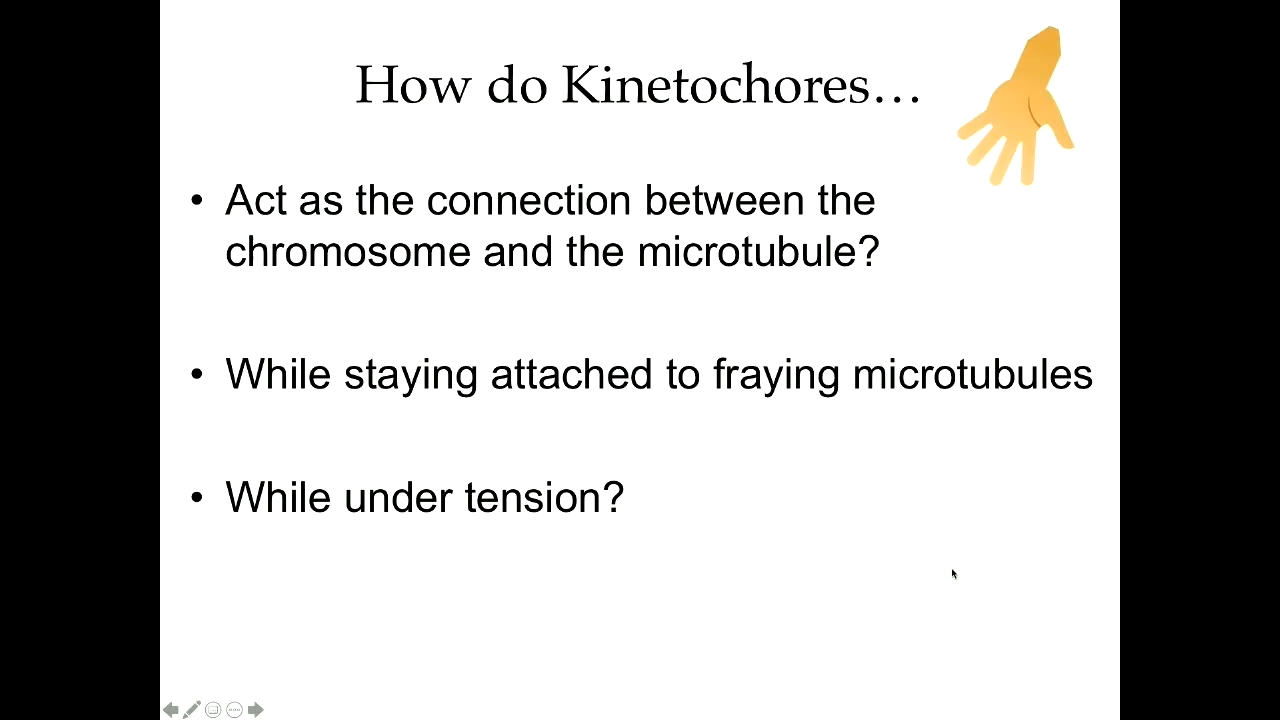 How do Kinetochores…
• Act as the connection between the
chromosome and the microtubule?
• While staying attached to fraying microtubules
• While under tension?